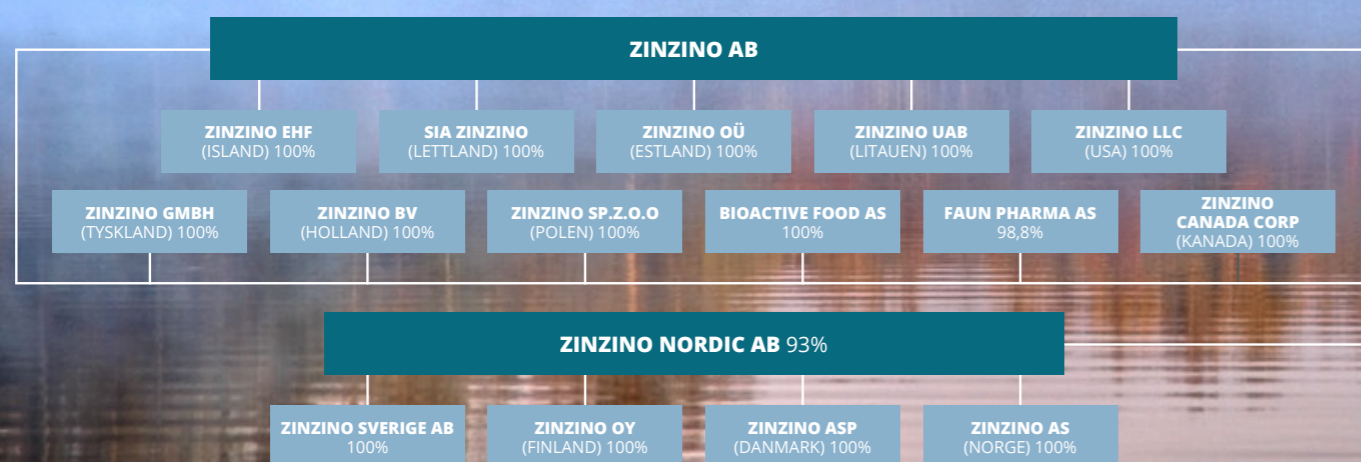 ZINZINO AB
ZINZINO EHF
(ISLAND) 100%
SIA ZINZINO
(LETTLAND) 100%
ZINZINO OÜ
(ESTLAND) 100%
ZINZINO UAB
(LITAUEN) 100%
ZINZINO LLC
(USA) 100%
ZINZINO GMBH
(TYSKLAND) 100%
ZINZINO BV
(HOLLAND) 100%
ZINZINO SP.Z.O.O
(POLEN) 100%
BIOACTIVE FOOD AS
100%
FAUN PHARMA AS
98,8%
ZINZINO
CANADA CORP
(KANADA) 100%
ZINZINO NORDIC AB 93%
ZINZINO SVERIGE AB
100%
ZINZINO OY
(FINLAND) 100%
ZINZINO ASP
(DANMARK) 100%
ZINZINO AS
(NORGE) 100%